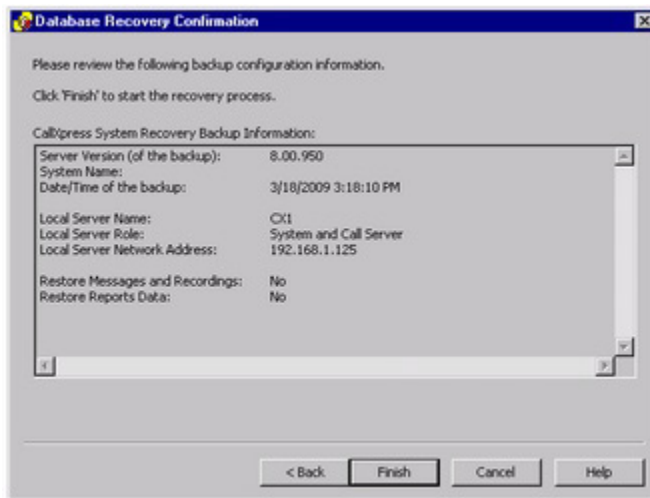 Database Recovery Confirmation
Please review the following backup configuration information.
Click 'Finish' to start the recovery process.
CallXpress System Recovery Backup Information:
Server Version (of the backup): 8.00.950
System Name:
Date/Time of the backup: 3/18/2009 3:18:10 PM
Local Server Name: CX1
Local Server Role: System and Call Server
Local Server Network Address: 192.168.1.125
Restore Messages and Recordings: No
Restore Reports Data: No
< Back Finish Cancel Help